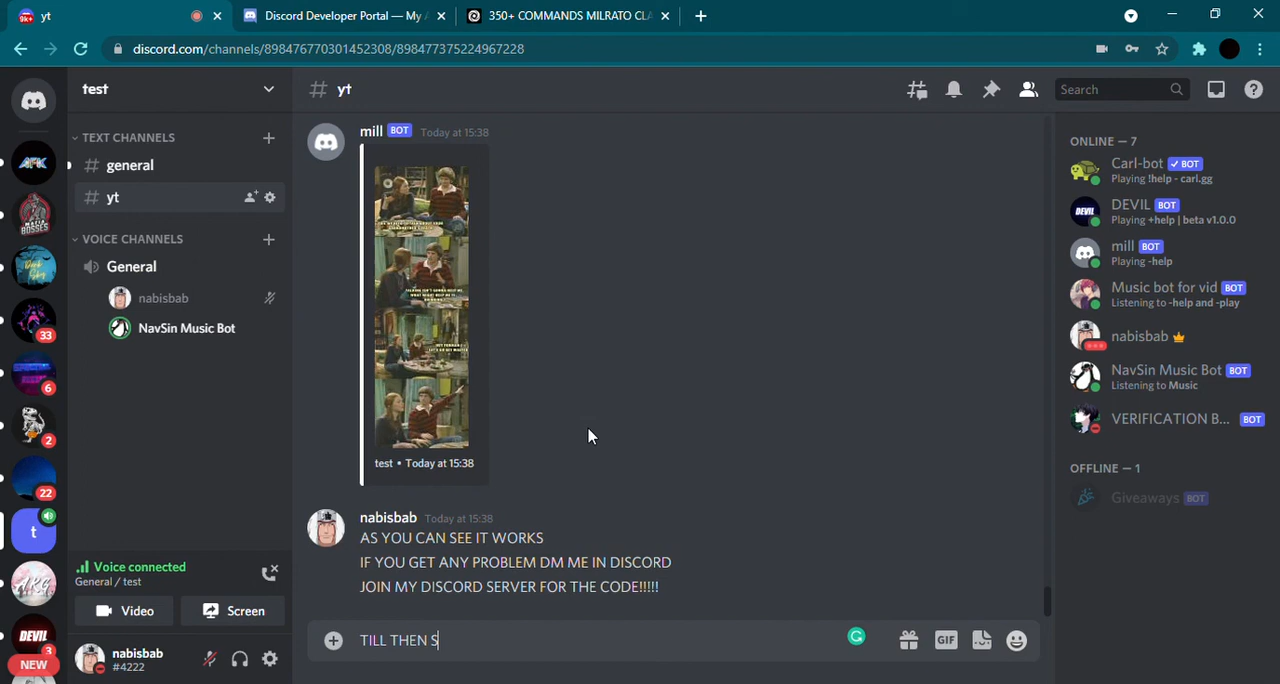 9k+ yt
Discord Developer Portal — My A
350+ COMMANDS MILRATO CLA
discord.com/channels/898476770301452308/898477375224967228
test
yt
Search
TEXT CHANNELS
general
yt
VOICE CHANNELS
General
nabisbab
NavSin Music Bot
Voice connected
General / test
Video
Screen
nabisbab
#4222
AFK
MAFIA
BOSSES
33
6
2
22
t
AKG
DEVIL
3
NEW
mill BOT Today at 15:38
test • Today at 15:38
nabisbab Today at 15:38
AS YOU CAN SEE IT WORKS
IF YOU GET ANY PROBLEM DM ME IN DISCORD
JOIN MY DISCORD SERVER FOR THE CODE!!!!!
TILL THEN S
GIF
ONLINE — 7
Carl-bot BOT
Playing !help - carl.gg
DEVIL BOT
Playing +help | beta v1.0.0
mill BOT
Playing -help
Music bot for vid BOT
Listening to -help and -play
nabisbab
NavSin Music Bot BOT
Listening to Music
VERIFICATION B... BOT
OFFLINE — 1
Giveaways BOT